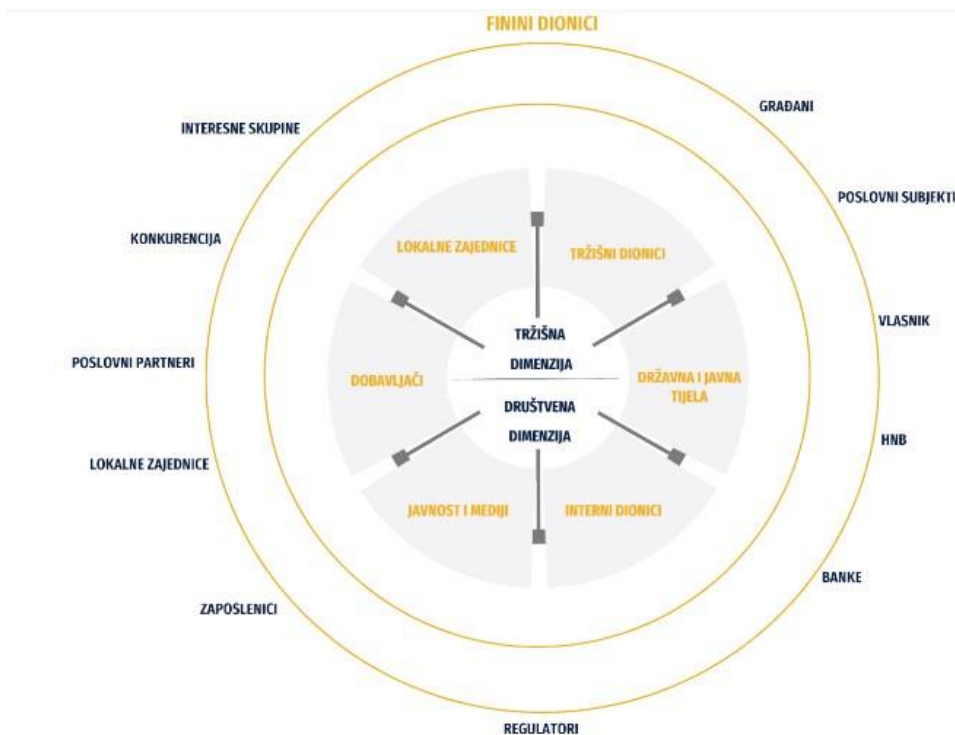 FININI DIONICI
GRAĐANI
INTERESNE SKUPINE
POSLOVNI SUBJEKTI
KONKURENCIJA
LOKALNE ZAJEDNICE
TRŽIŠNI DIONICI
VLASNIK
TRŽIŠNA
DIMENZIJA
POSLOVNI PARTNERI
DOBAVLJAČI
DRŽAVNA I JAVNA
TIJELA
DRUŠTVENA
DIMENZIJA
HNB
LOKALNE ZAJEDNICE
JAVNOST I MEDIJI
INTERNI DIONICI
BANKE
ZAPOSLENICI
REGULATORI